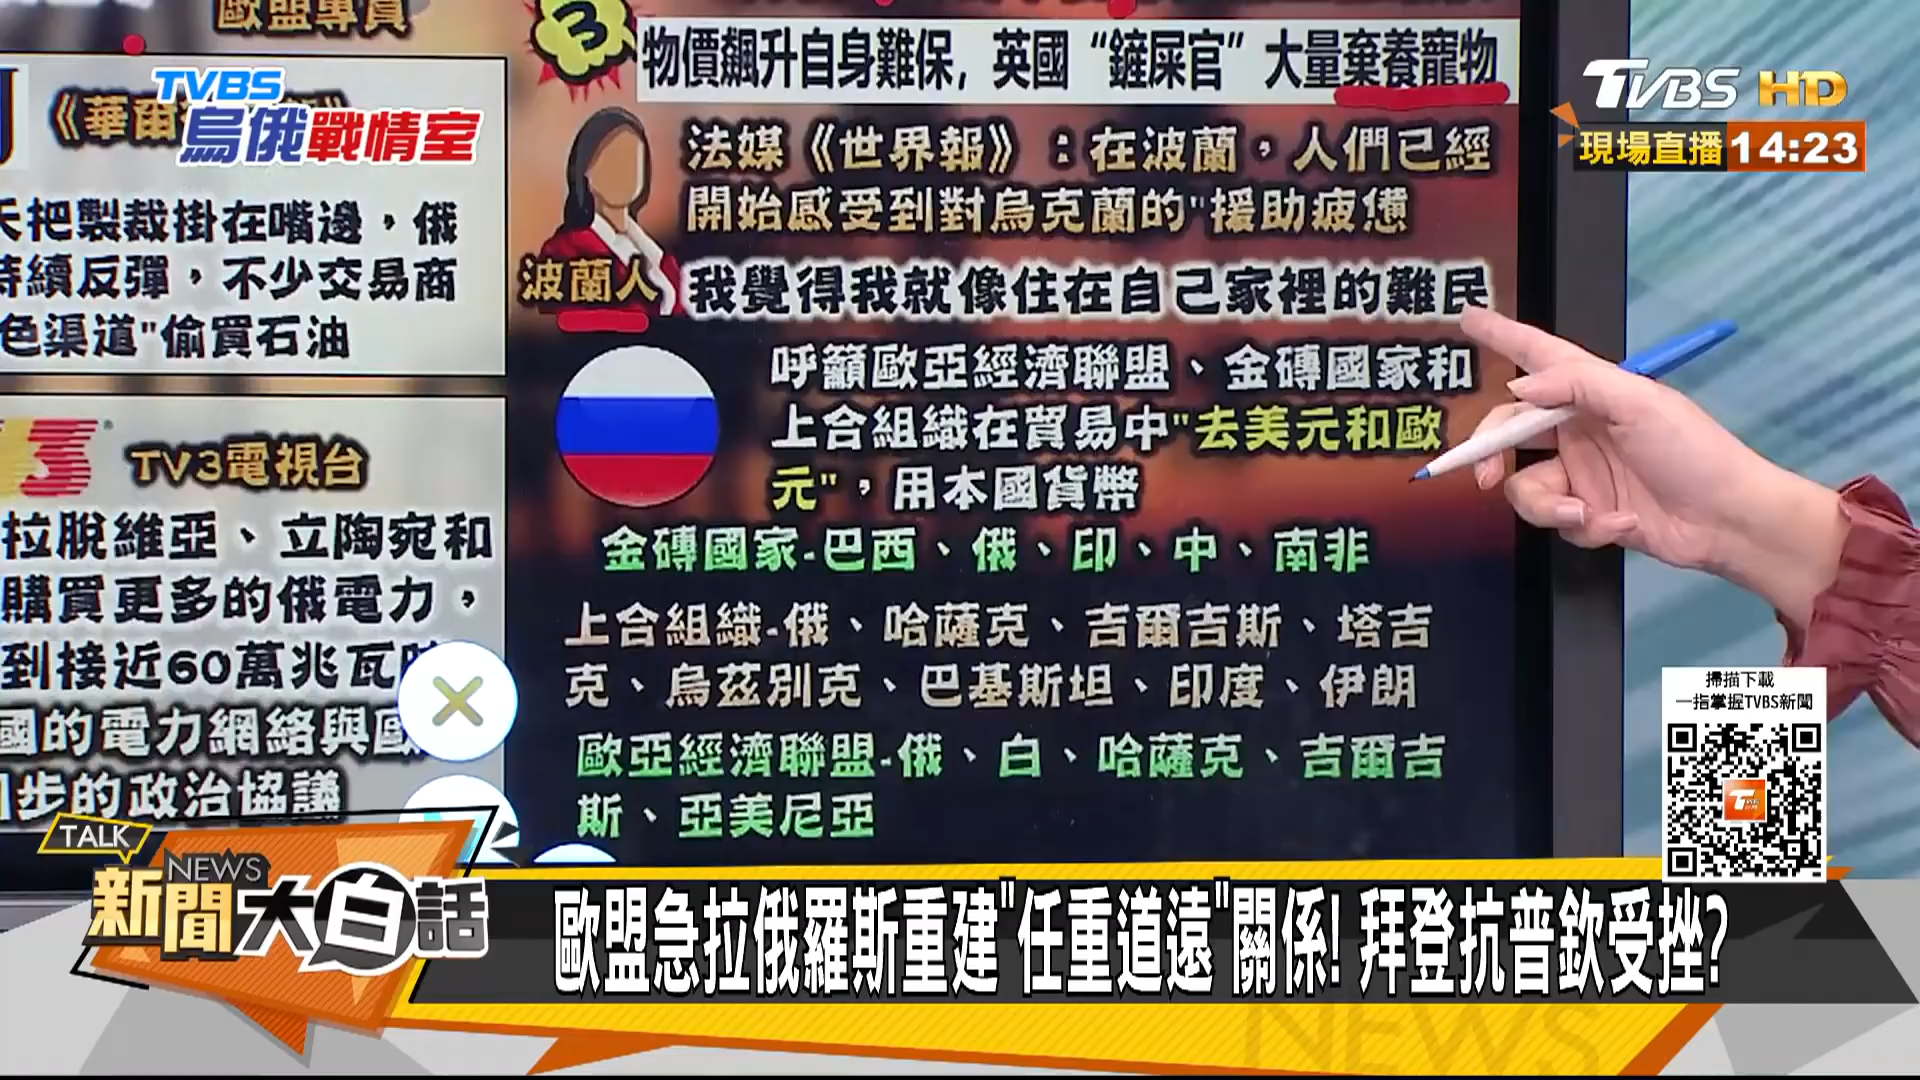 歐盟專員
《華爾
TVBS
烏俄戰情室
天把製裁掛在嘴邊，俄
持續反彈，不少交易商
色渠道"偷買石油
TV3電視台
拉脫維亞、立陶宛和
購買更多的俄電力，
到接近60萬兆瓦時
國的電力網絡與歐
步的政治協議
3
物價飆升自身難保，英國“鏟屎官”大量棄養寵物
法媒《世界報》：在波蘭，人們已經
開始感受到對烏克蘭的"援助疲憊
波蘭人
我覺得我就像住在自己家裡的難民
呼籲歐亞經濟聯盟、金磚國家和
上合組織在貿易中"去美元和歐
元"，用本國貨幣
金磚國家-巴西、俄、印、中、南非
上合組織-俄、哈薩克、吉爾吉斯、塔吉
克、烏茲別克、巴基斯坦、印度、伊朗
歐亞經濟聯盟-俄、白、哈薩克、吉爾吉
斯、亞美尼亞
TVBS HD
現場直播 14:23
掃描下載
一指掌握TVBS新聞
TALK
NEWS
新聞大白話
歐盟急拉俄羅斯重建"任重道遠"關係! 拜登抗普欽受挫?
NEWS